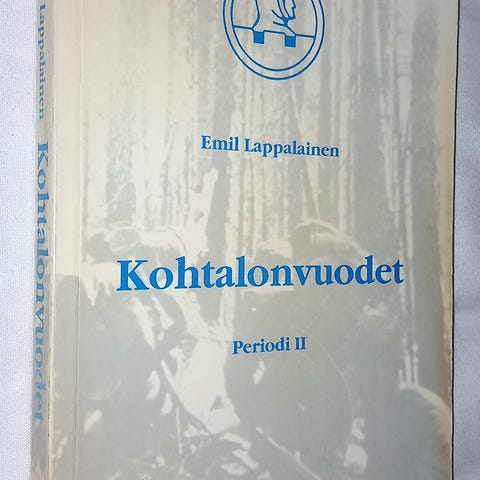 Emil Lappalainen
Kohtalonvuodet
Periodi II
Lappalainen Kohtalonvuodet